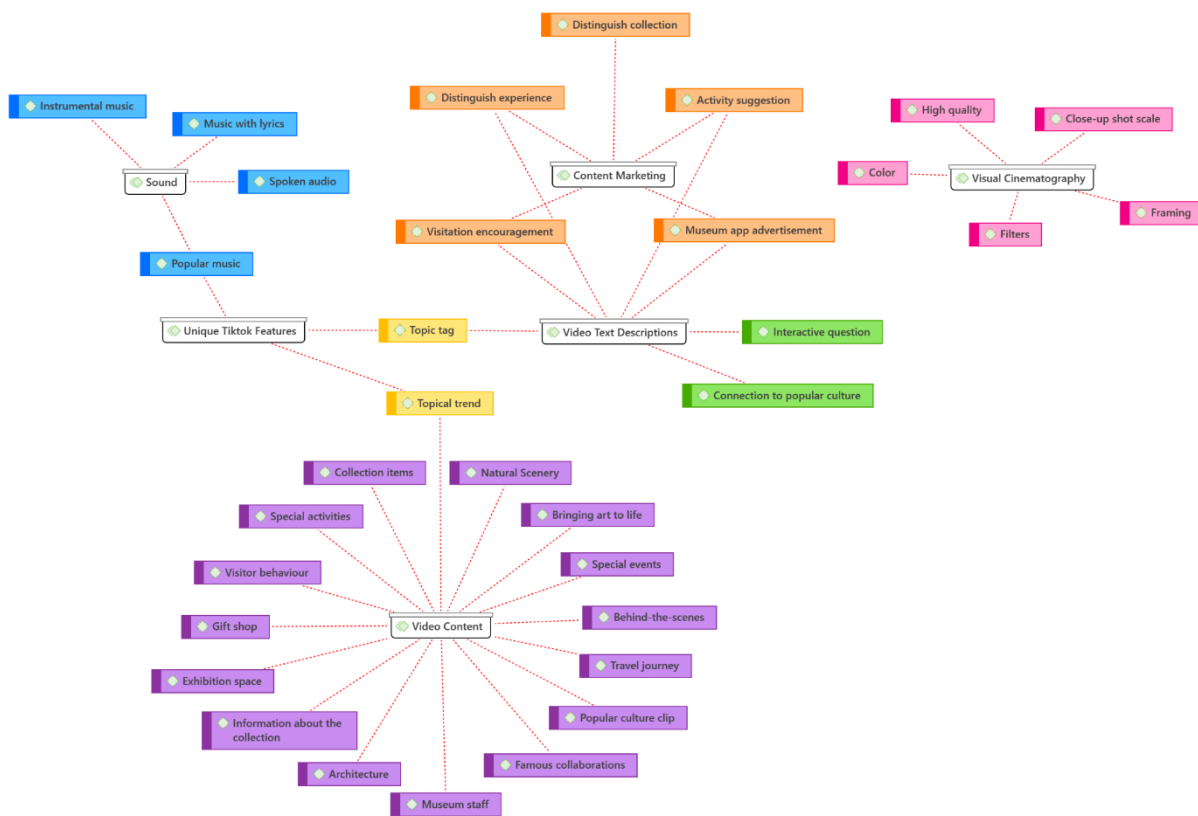 Distinguish collection
Instrumental music
Distinguish experience
Activity suggestion
Music with lyrics
High quality
Close-up shot scale
Sound
Spoken audio
Content Marketing
Color
Visual Cinematography
Framing
Visitation encouragement
Museum app advertisement
Filters
Popular music
Unique Tiktok Features
Topic tag
Video Text Descriptions
Interactive question
Connection to popular culture
Topical trend
Collection items
Natural Scenery
Special activities
Bringing art to life
Visitor behaviour
Special events
Gift shop
Video Content
Behind-the-scenes
Exhibition space
Travel journey
Information about the
collection
Popular culture clip
Architecture
Famous collaborations
Museum staff